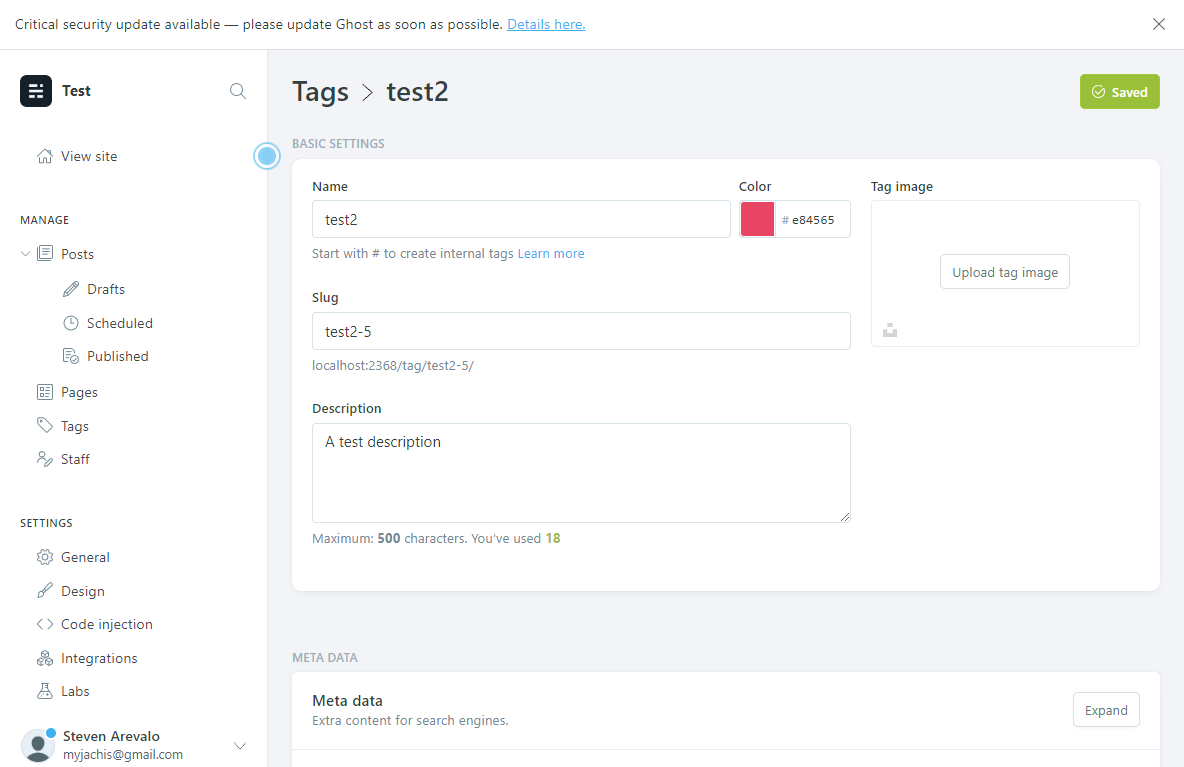 Critical security update available — please update Ghost as soon as possible. Details here.
Test
View site
MANAGE
Posts
Drafts
Scheduled
Published
Pages
Tags
Staff
SETTINGS
General
Design
Code injection
Integrations
Labs
Steven Arevalo
myjachis@gmail.com
Tags > test2
Saved
BASIC SETTINGS
Name
test2
Start with # to create internal tags Learn more
Color
# e84565
Slug
test2-5
localhost:2368/tag/test2-5/
Description
A test description
Maximum: 500 characters. You've used 18
Tag image
Upload tag image
META DATA
Meta data
Extra content for search engines.
Expand